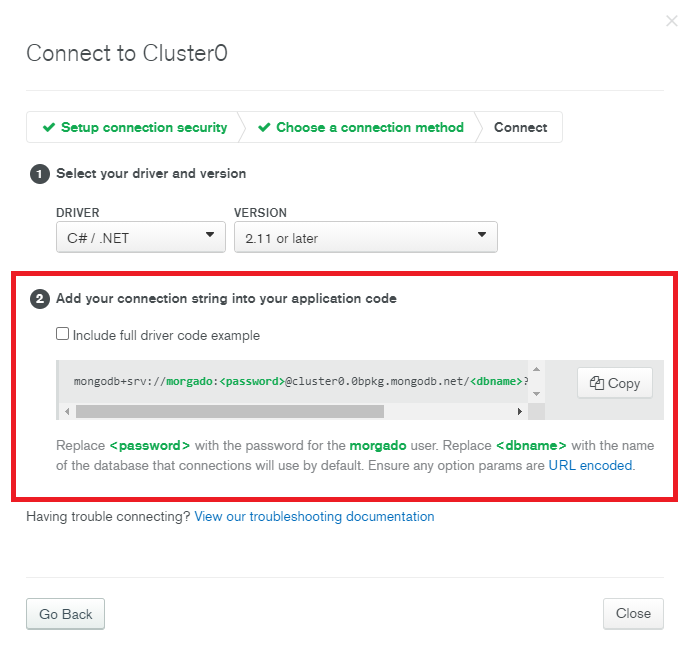 Connect to Cluster0
Setup connection security
Choose a connection method
Connect
1 Select your driver and version
DRIVER
VERSION
C# / .NET
2.11 or later
2 Add your connection string into your application code
Include full driver code example
mongodb+srv://morgado:<password>@cluster0.0bpkg.mongodb.net/<dbname>?
Copy
Replace <password> with the password for the morgado user. Replace <dbname> with the name
of the database that connections will use by default. Ensure any option params are URL encoded.
Having trouble connecting? View our troubleshooting documentation
Go Back
Close